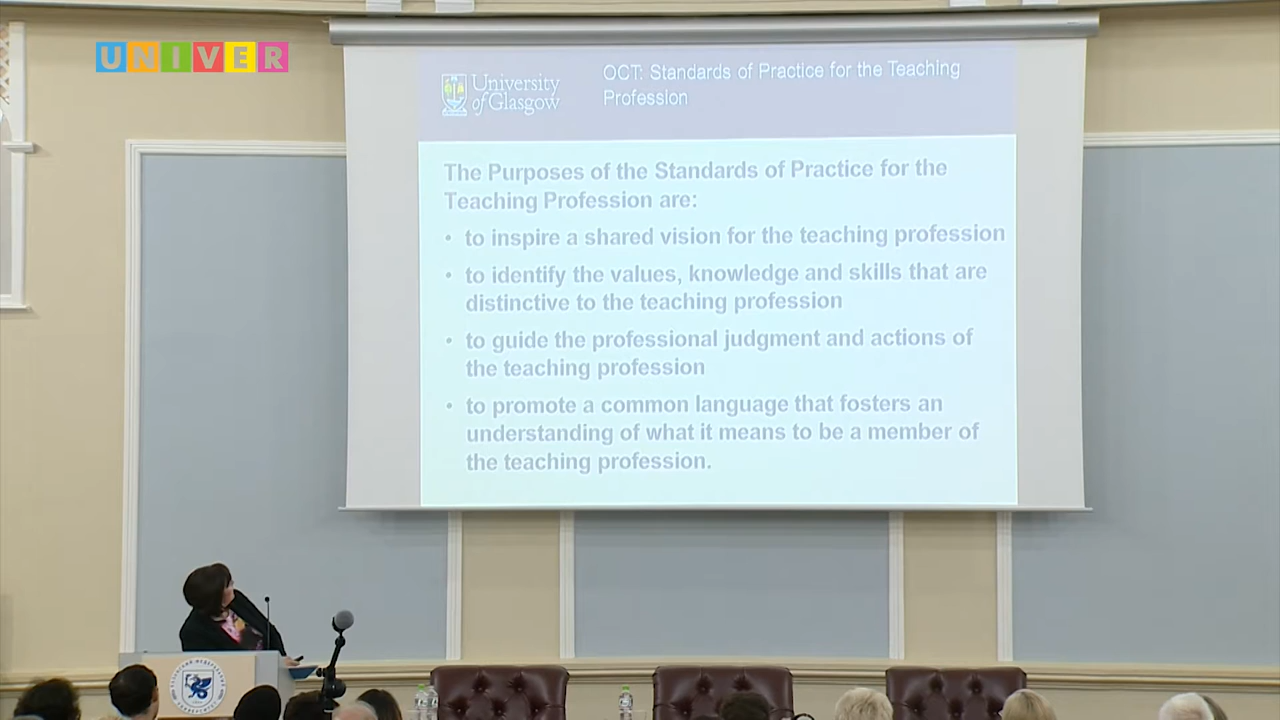 UNIVER
University
of Glasgow
OCT: Standards of Practice for the Teaching
Profession
The Purposes of the Standards of Practice for the
Teaching Profession are:
• to inspire a shared vision for the teaching profession
• to identify the values, knowledge and skills that are
distinctive to the teaching profession
• to guide the professional judgment and actions of
the teaching profession
• to promote a common language that fosters an
understanding of what it means to be a member of
the teaching profession.